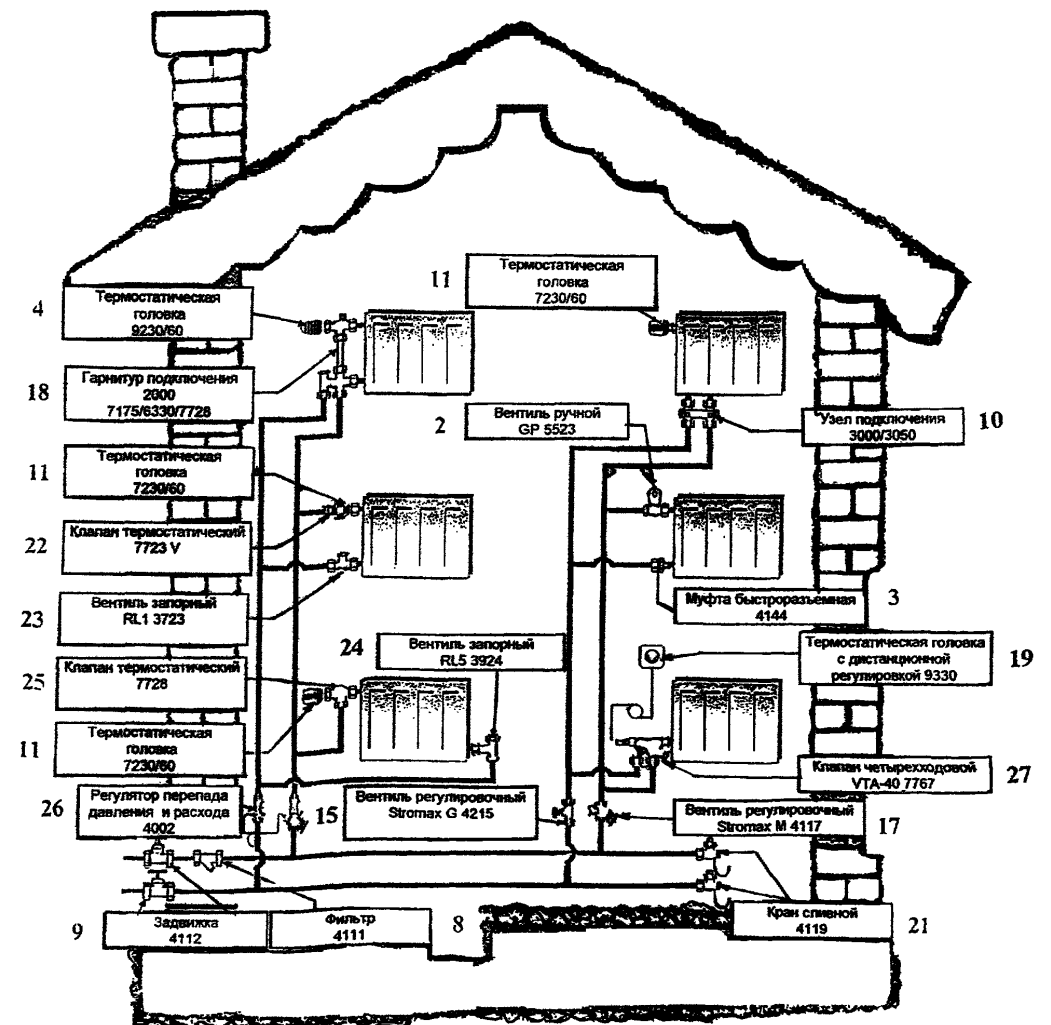 4
Термостатическая
головка
9230/60
11
Термостатическая
головка
7230/60
18
Гарнитур подключения
2000
7175/6330/7728
2
Вентиль ручной
GP 5523
Узел подключения
3000/3050
10
11
Термостатическая
головка
7230/60
22
Клапан термостатический
7723 V
23
Вентиль запорный
RL1 3723
Муфта быстроразъемная
4144
3
24
Вентиль запорный
RL5 3924
Термостатическая головка
с дистанционной
регулировкой 9330
19
25
Клапан термостатический
7728
11
Термостатическая
головка
7230/60
Клапан четырехходовой
VTA-40 7767
27
26
Регулятор перепада
давления и расхода
4002
15
Вентиль регулировочный
Stromax G 4215
Вентиль регулировочный
Stromax M 4117
17
9
Задвижка
4112
Фильтр
4111
8
Кран сливной
4119
21